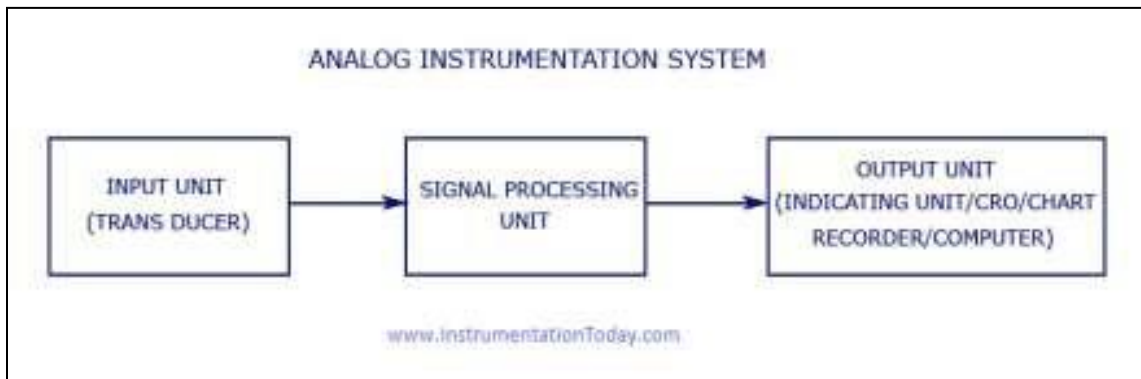 ANALOG INSTRUMENTATION SYSTEM
INPUT UNIT
(TRANS DUCER)
SIGNAL PROCESSING
UNIT
OUTPUT UNIT
(INDICATING UNIT/CRO/CHART
RECORDER/COMPUTER)
www.InstrumentationToday.com